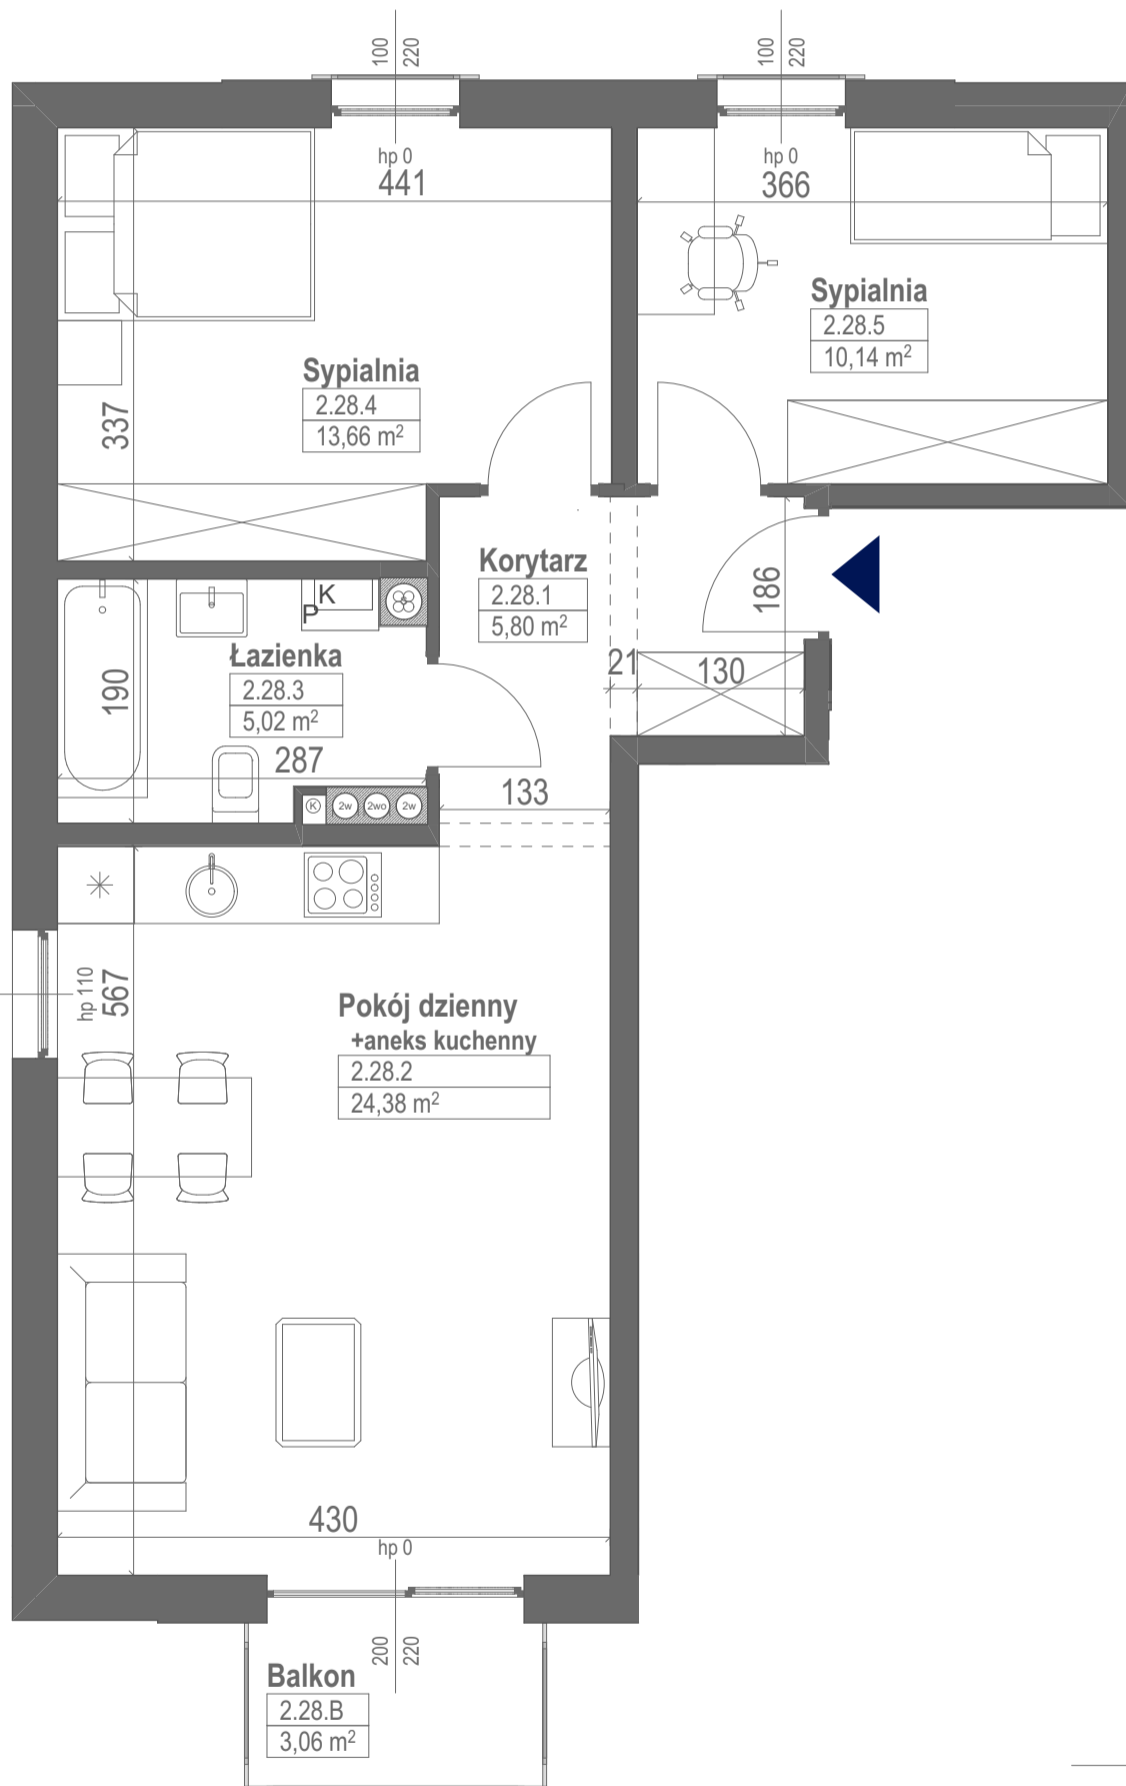 100
220
100
220
hp 0
441
hp 0
366
Sypialnia
2.28.5
10,14 m²
Sypialnia
2.28.4
13,66 m²
337
Korytarz
2.28.1
5,80 m²
186
K
P
Łazienka
2.28.3
5,02 m²
190
21
130
287
133
K
2w
2wo
2w
hp 110
567
Pokój dzienny
+aneks kuchenny
2.28.2
24,38 m²
430
hp 0
200
220
Balkon
2.28.B
3,06 m²